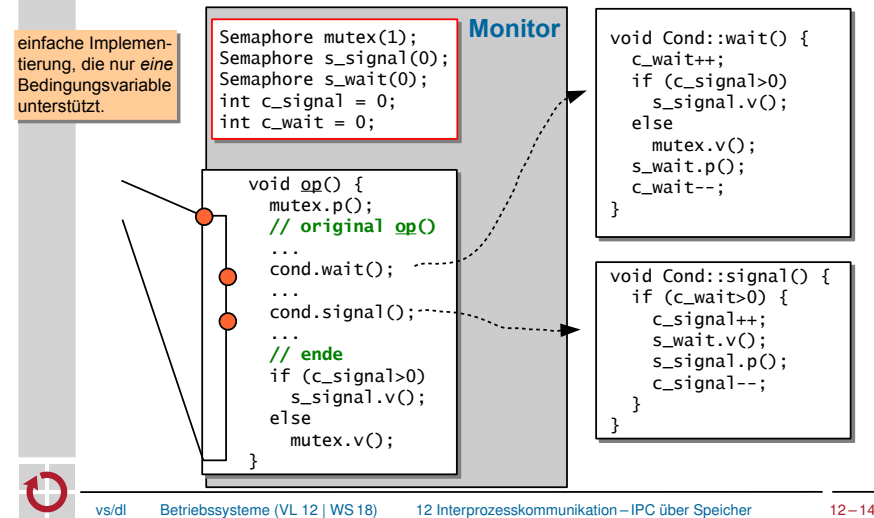 einfache Implemen-
tierung, die nur eine
Bedingungsvariable
unterstützt.
Monitor
Semaphore mutex(1);
Semaphore s_signal(0);
Semaphore s_wait(0);
int c_signal = 0;
int c_wait = 0;
void op() {
mutex.p();
// original op()
...
cond.wait();
...
cond.signal();
...
// ende
if (c_signal>0)
s_signal.v();
else
mutex.v();
}
void Cond::wait() {
c_wait++;
if (c_signal>0)
s_signal.v();
else
mutex.v();
s_wait.p();
c_wait--;
}
void Cond::signal() {
if (c_wait>0) {
c_signal++;
s_wait.v();
s_signal.p();
c_signal--;
}
}
vs/dl Betriebssysteme (VL 12 | WS 18) 12 Interprozesskommunikation – IPC über Speicher 12–14